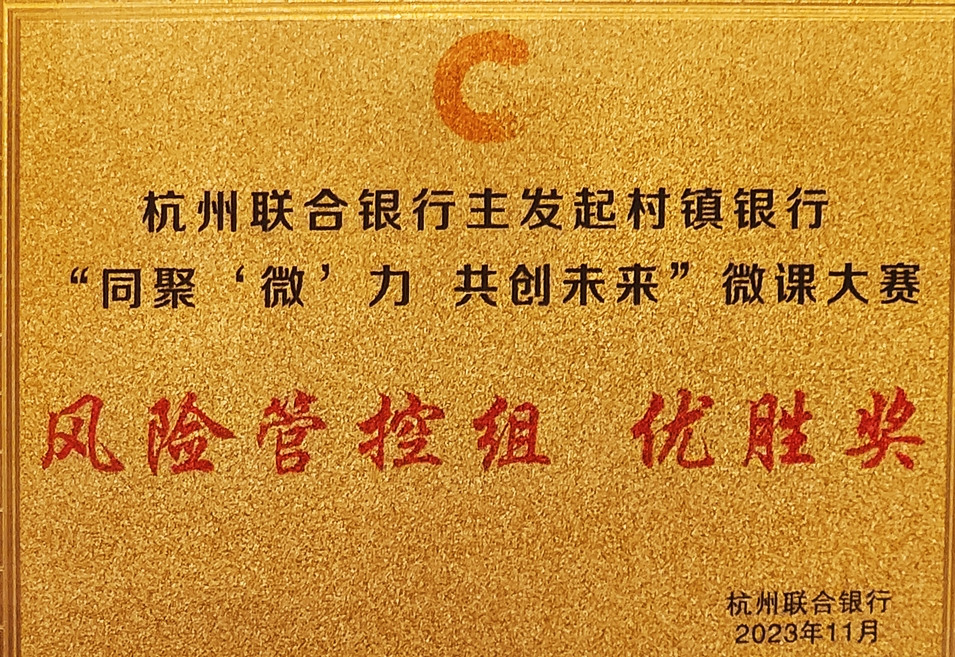 杭州联合银行主发起村镇银行
“同聚‘微’力 共创未来”微课大赛
风险管控组 优胜奖
杭州联合银行
2023年11月